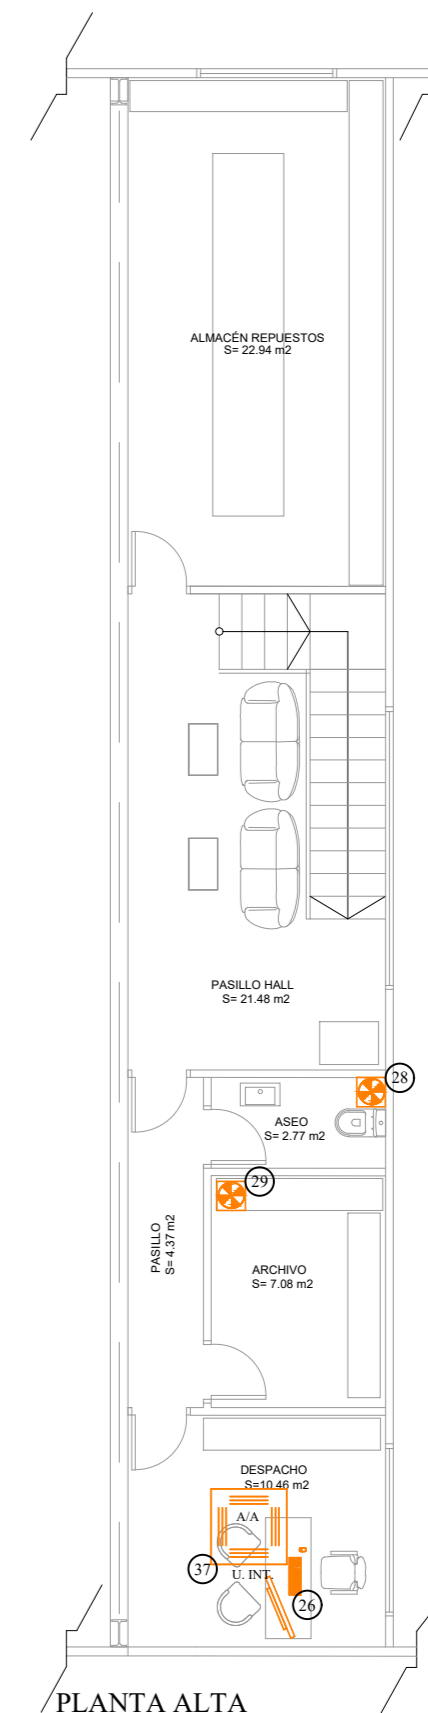 ALMACÉN REPUESTOS
S= 22.94 m2
PASILLO HALL
S= 21.48 m2
28
ASEO
S= 2.77 m2
29
PASILLO
S= 4.37 m2
ARCHIVO
S= 7.08 m2
DESPACHO
S=10.46 m2
A/A
37
U. INT.
26
PLANTA ALTA